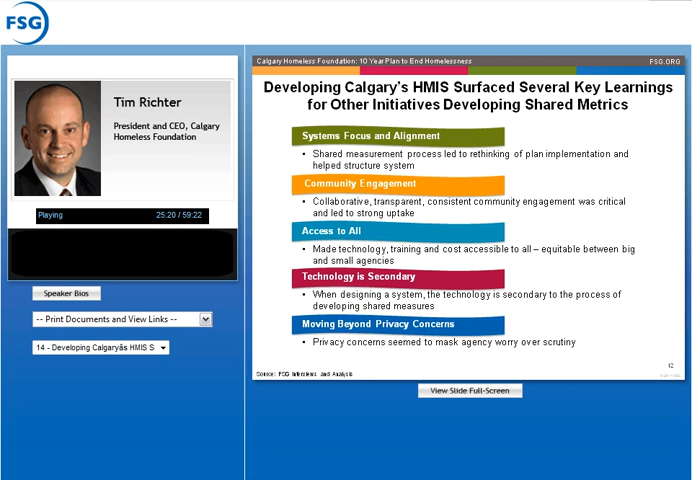 FSG
Tim Richter
President and CEO, Calgary
Homeless Foundation
Playing 25:20 / 59:22
Speaker Bios
-- Print Documents and View Links --
14 - Developing Calgaryãs HMIS S
Calgary Homeless Foundation: 10 Year Plan to End Homelessness FSG.ORG
Developing Calgary's HMIS Surfaced Several Key Learnings
for Other Initiatives Developing Shared Metrics
Systems Focus and Alignment
• Shared measurement process led to rethinking of plan implementation and
helped structure system
Community Engagement
• Collaborative, transparent, consistent community engagement was critical
and led to strong uptake
Access to All
• Made technology, training and cost accessible to all – equitable between big
and small agencies
Technology is Secondary
• When designing a system, the technology is secondary to the process of
developing shared measures
Moving Beyond Privacy Concerns
• Privacy concerns seemed to mask agency worry over scrutiny
12
Source: FSG Interviews and Analysis
View Slide Full-Screen